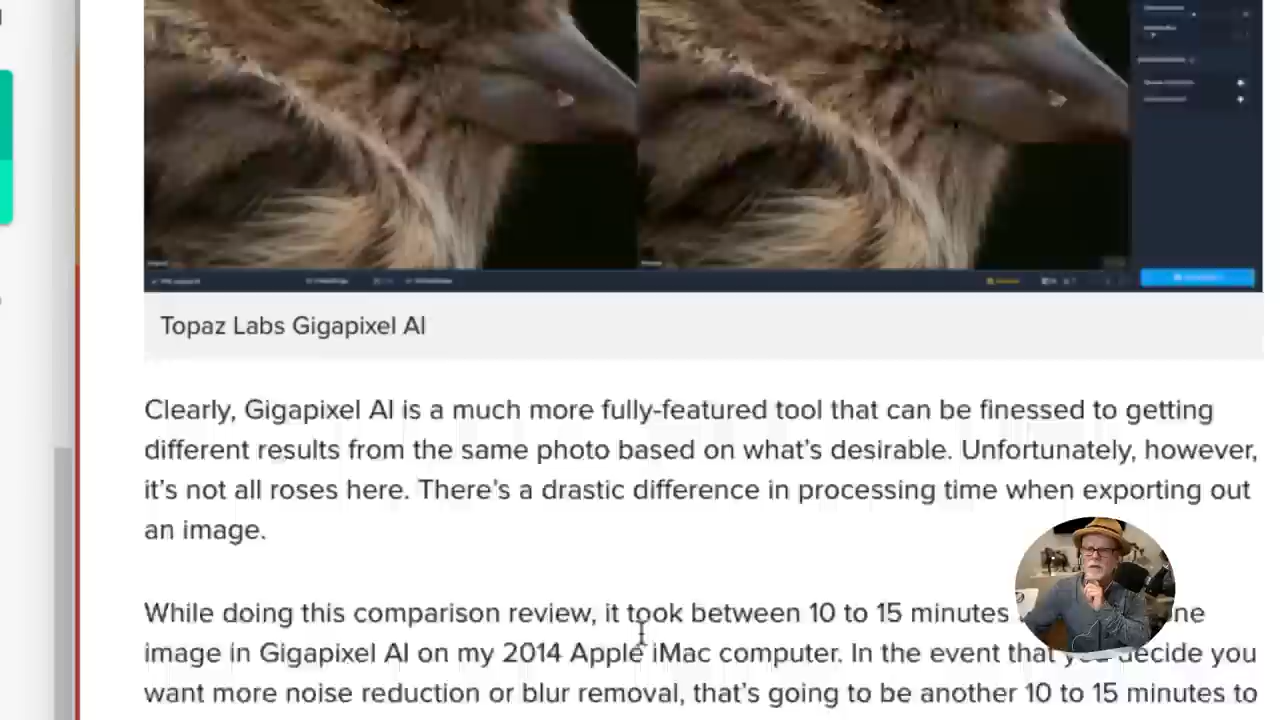 Topaz Labs Gigapixel AI
Clearly, Gigapixel AI is a much more fully-featured tool that can be finessed to getting
different results from the same photo based on what's desirable. Unfortunately, however,
it's not all roses here. There's a drastic difference in processing time when exporting out
an image.
While doing this comparison review, it took between 10 to 15 minutes
image in Gigapixel AI on my 2014 Apple iMac computer. In the event that you decide you
want more noise reduction or blur removal, that's going to be another 10 to 15 minutes to